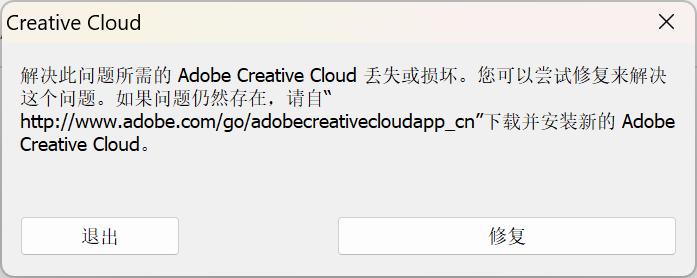 Creative Cloud
解决此问题所需的 Adobe Creative Cloud 丢失或损坏。您可以尝试修复来解决
这个问题。如果问题仍然存在，请自“
http://www.adobe.com/go/adobecreativecloudapp_cn”下载并安装新的 Adobe
Creative Cloud。
退出
修复